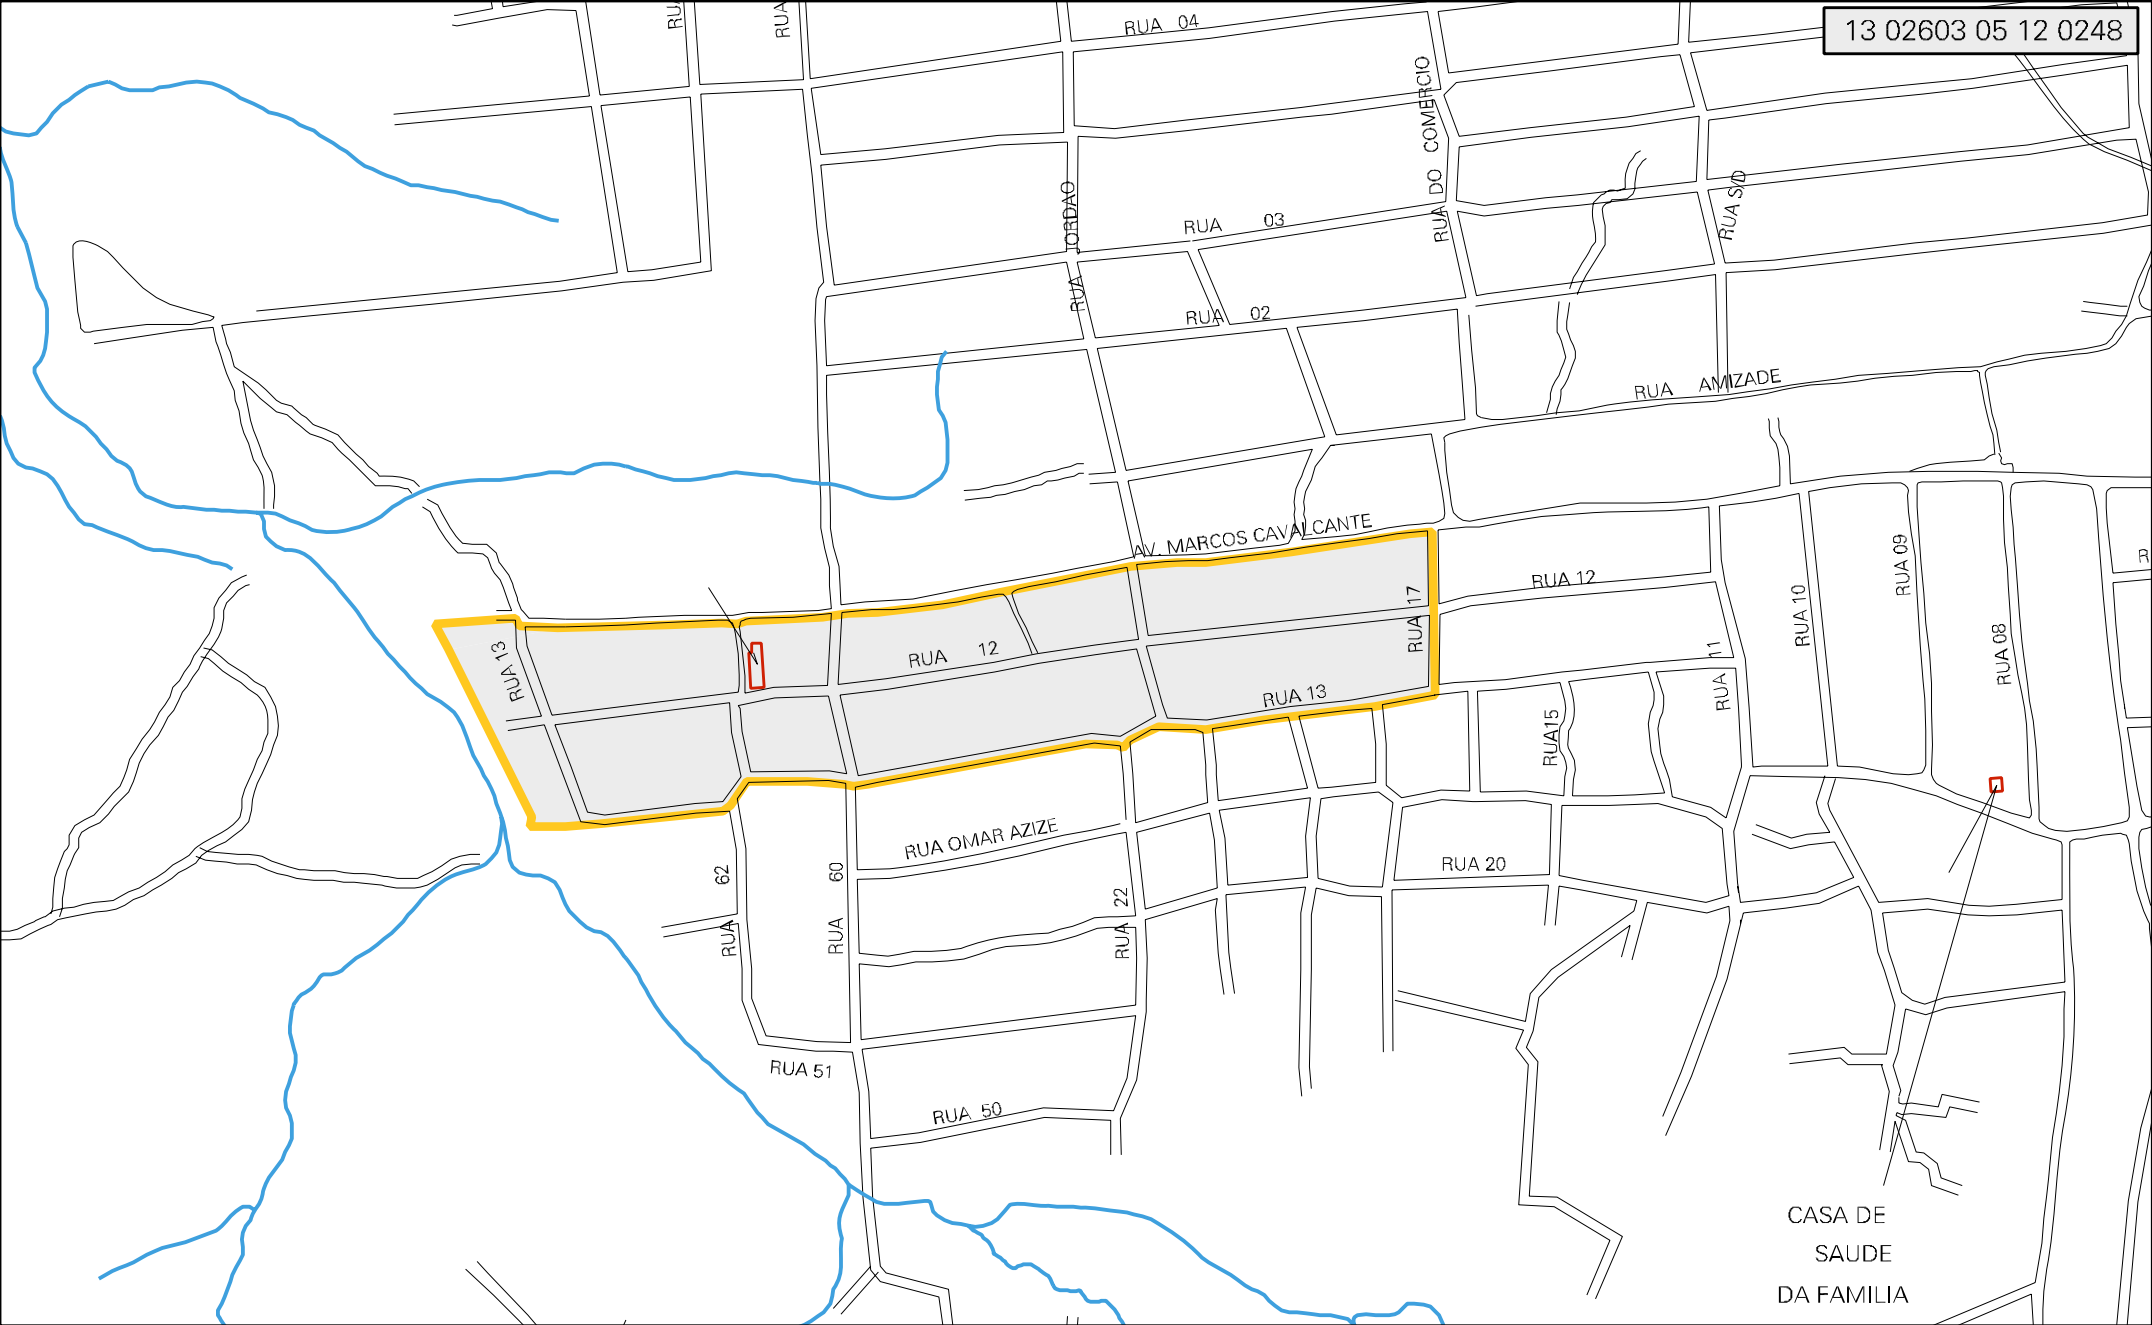 13 02603 05 12 0248
RUA
RUA
RUA 04
RUA DO COMERCIO
RUA JORDAO
RUA S/D
RUA 03
RUA 02
RUA AMIZADE
AV. MARCOS CAVALCANTE
RUA 12
RUA 17
RUA 09
RUA 10
RUA 08
R
RUA 13
RUA 12
RUA 13
RUA 11
RUA15
RUA OMAR AZIZE
RUA 20
RUA 62
RUA 60
RUA 22
RUA 51
RUA 50
CASA DE
SAUDE
DA FAMILIA